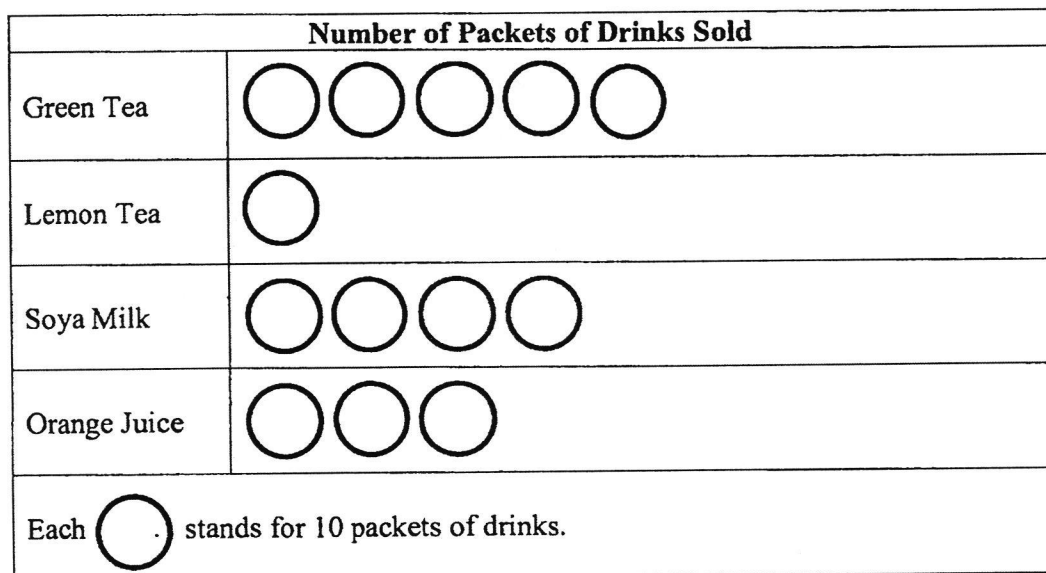 Number of Packets of Drinks Sold
Green Tea
Lemon Tea
Soya Milk
Orange Juice
Each stands for 10 packets of drinks.